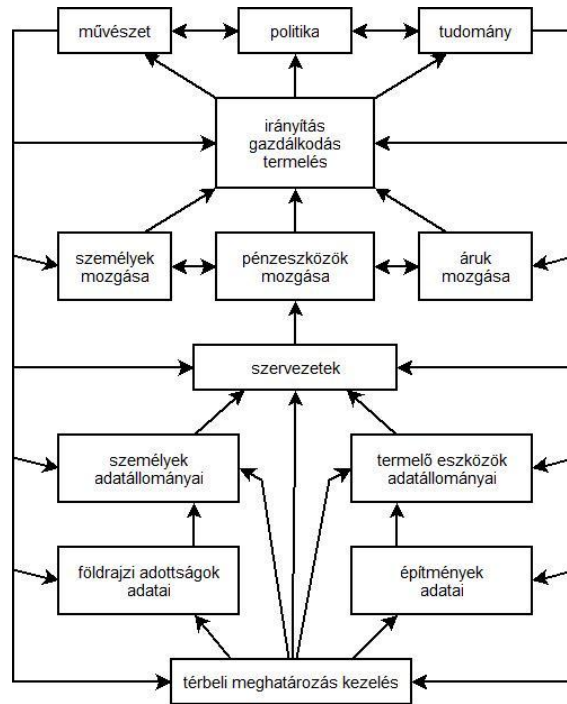 művészet
politika
tudomány
irányítás
gazdálkodás
termelés
személyek
mozgása
pénzeszközök
mozgása
áruk
mozgása
szervezetek
személyek
adatállományai
termelő eszközök
adatállományai
földrajzi adottságok
adatai
építmények
adatai
térbeli meghatározás kezelés